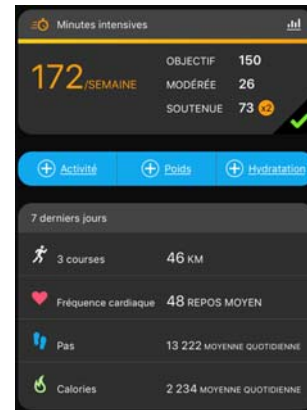 Minutes intensives
172/SEMAINE
OBJECTIF 150
MODÉRÉE 26
SOUTENUE 73 x2
Activité Poids Hydratation
7 derniers jours
3 courses 46 KM
Fréquence cardiaque 48 REPOS MOYEN
Pas 13 222 MOYENNE QUOTIDIENNE
Calories 2 234 MOYENNE QUOTIDIENNE